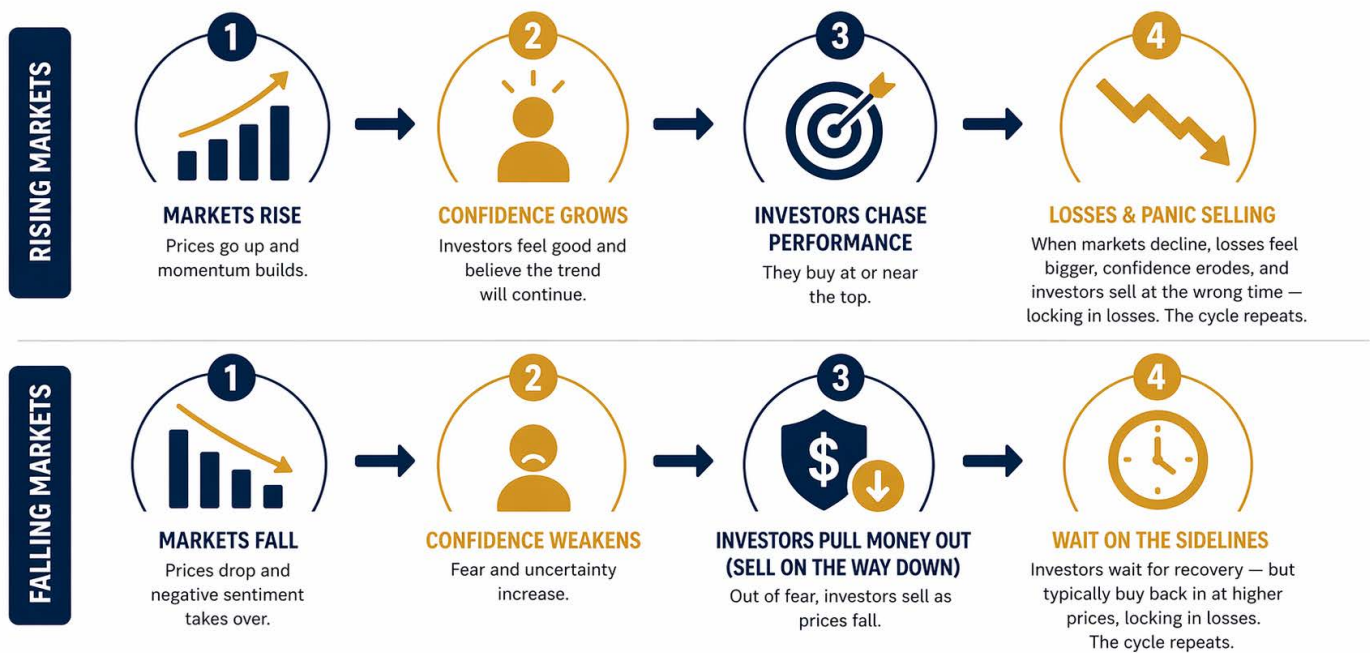 RISING MARKETS
1
MARKETS RISE
Prices go up and
momentum builds.
2
CONFIDENCE GROWS
Investors feel good and
believe the trend
will continue.
3
INVESTORS CHASE
PERFORMANCE
They buy at or near
the top.
4
LOSSES & PANIC SELLING
When markets decline, losses feel
bigger, confidence erodes, and
investors sell at the wrong time —
locking in losses. The cycle repeats.
FALLING MARKETS
1
MARKETS FALL
Prices drop and
negative sentiment
takes over.
2
CONFIDENCE WEAKENS
Fear and uncertainty
increase.
3
$
INVESTORS PULL MONEY OUT
(SELL ON THE WAY DOWN)
Out of fear, investors sell as
prices fall.
4
WAIT ON THE SIDELINES
Investors wait for recovery — but
typically buy back in at higher
prices, locking in losses.
The cycle repeats.